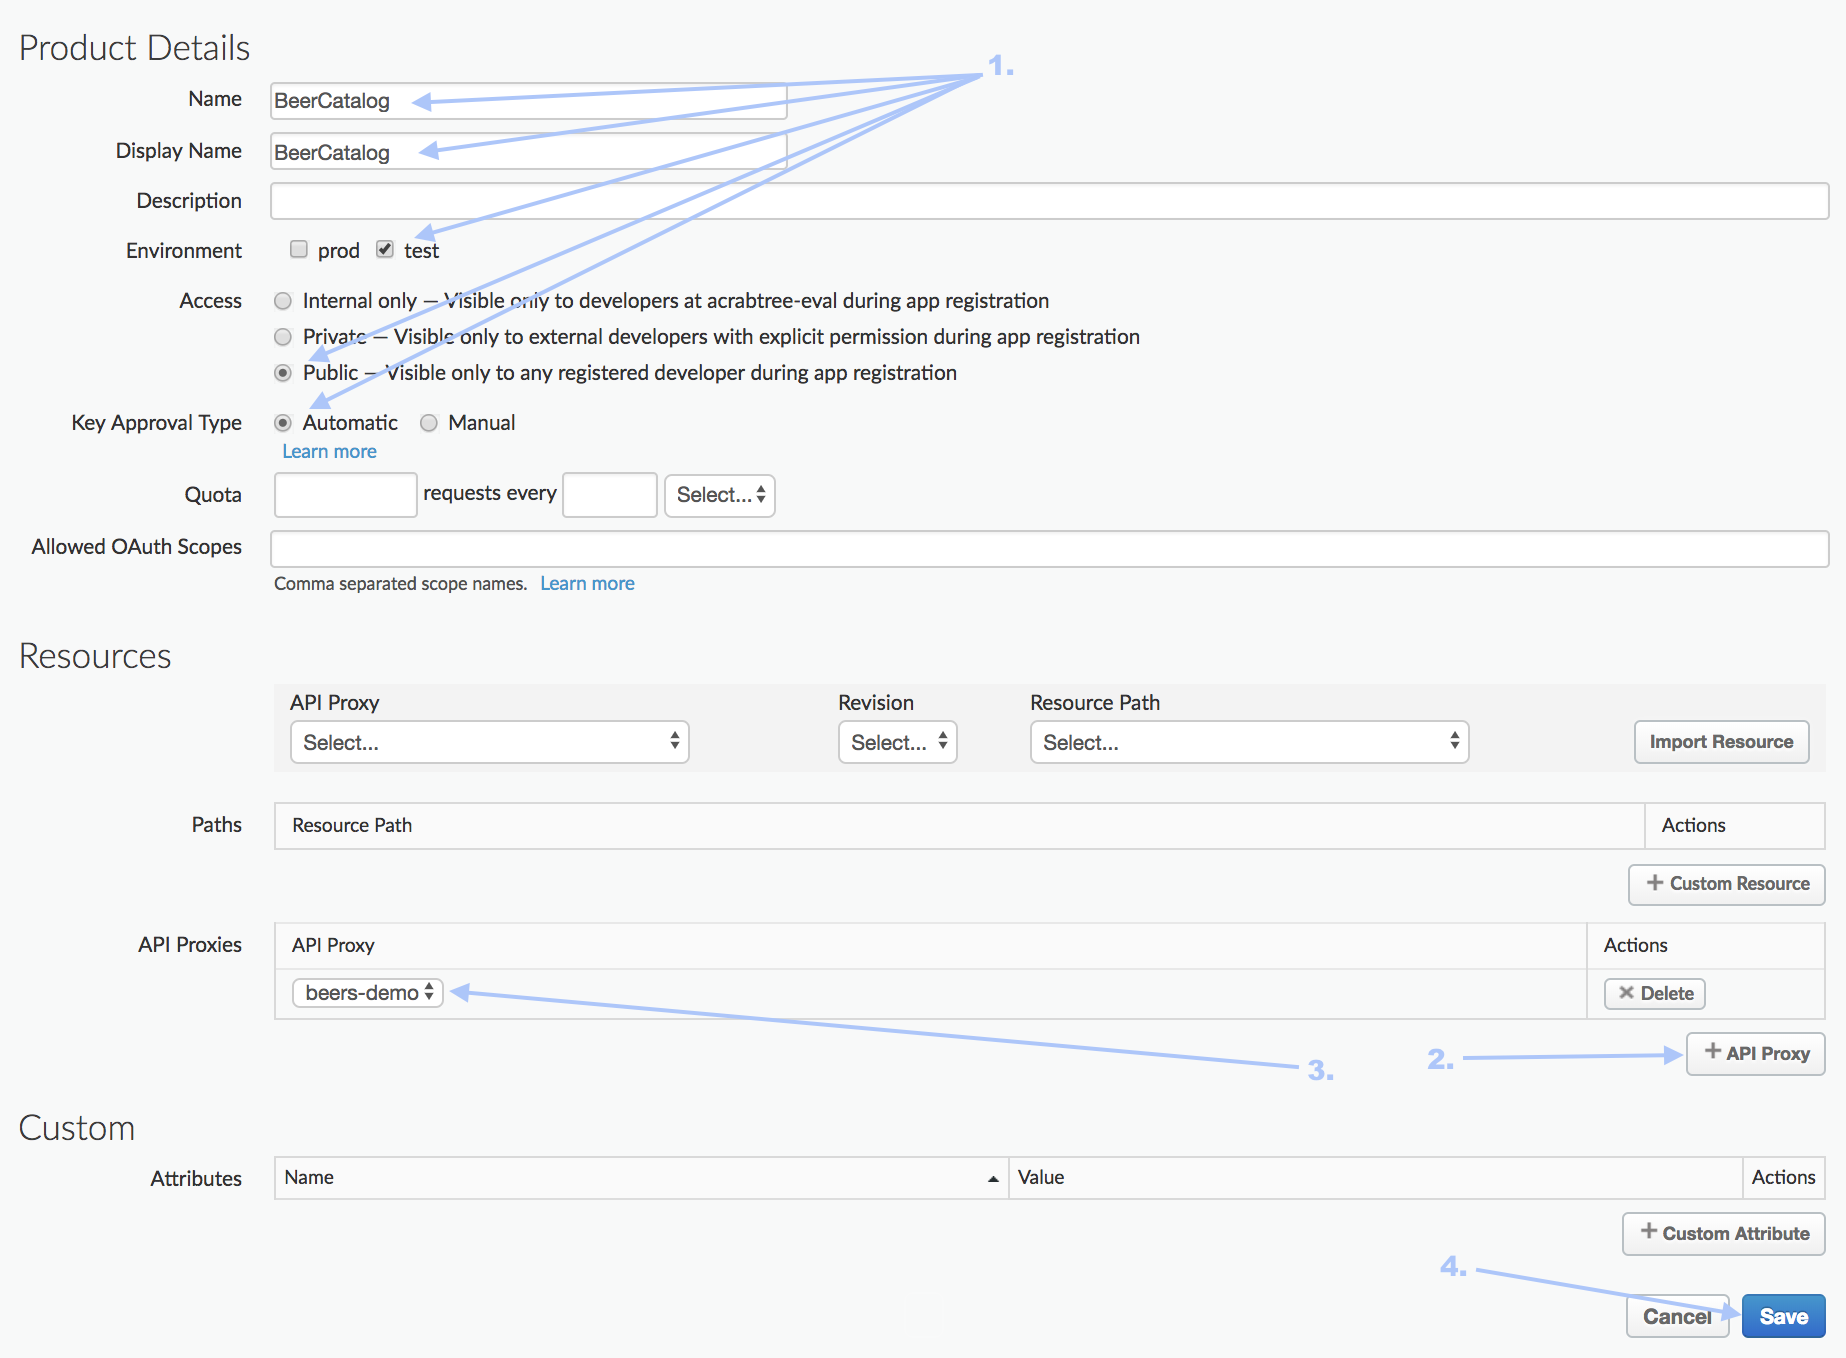 Product Details
1.
Name BeerCatalog
Display Name BeerCatalog
Description
Environment prod test
Access Internal only — Visible only to developers at acrabtree-eval during app registration
Private — Visible only to external developers with explicit permission during app registration
Public — Visible only to any registered developer during app registration
Key Approval Type Automatic Manual
Learn more
Quota requests every Select...
Allowed OAuth Scopes
Comma separated scope names. Learn more
Resources
API Proxy Revision Resource Path
Select... Select... Select... Import Resource
Paths Resource Path Actions
+ Custom Resource
API Proxies API Proxy Actions
beers-demo Delete
3. 2. + API Proxy
Custom
Attributes Name Value Actions
+ Custom Attribute
4.
Cancel Save